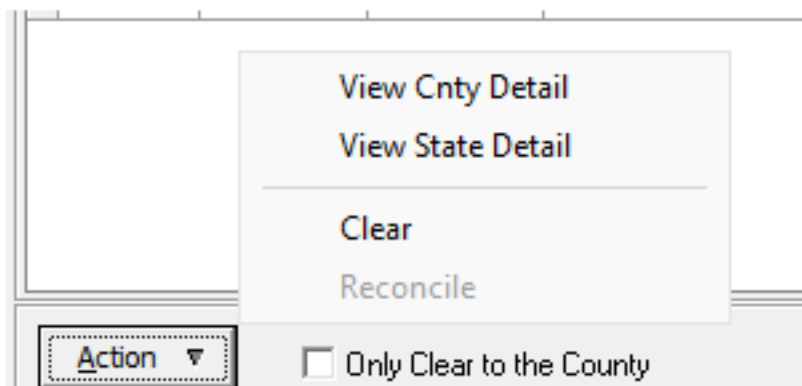 View Cnty Detail
View State Detail
Clear
Reconcile
Action
Only Clear to the County